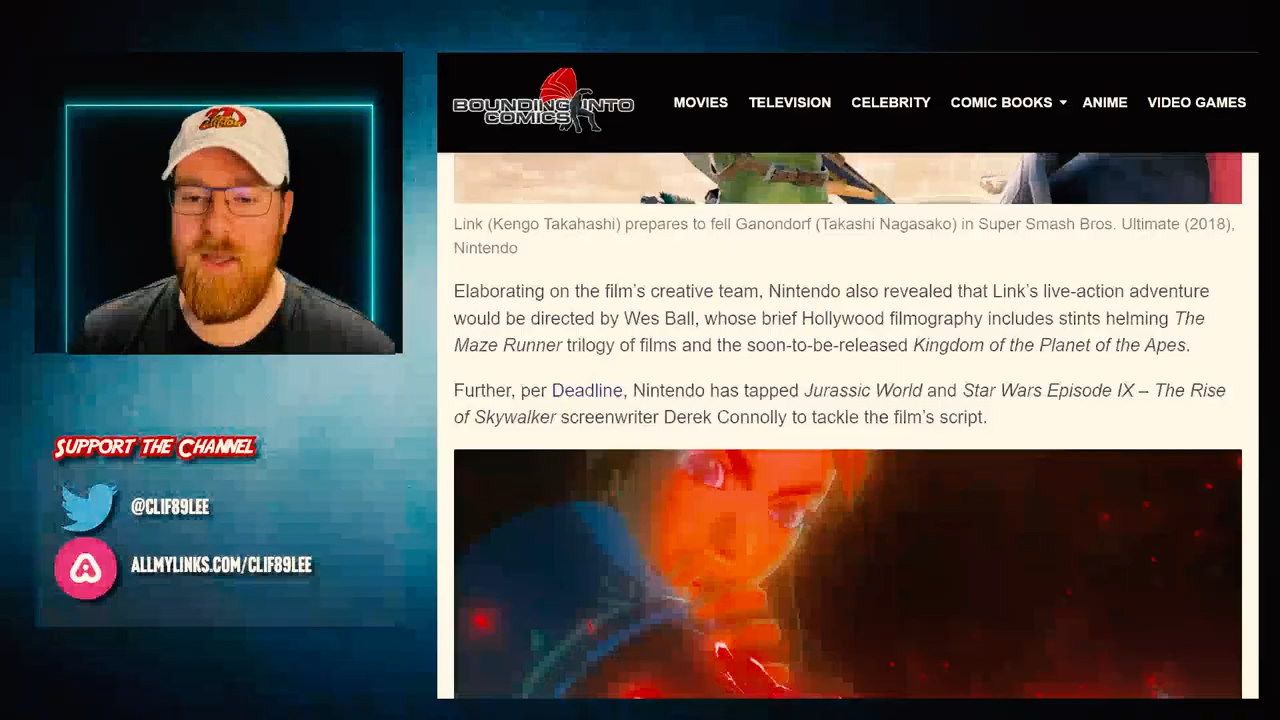 BOUNDING INTO
COMICS
MOVIES TELEVISION CELEBRITY COMIC BOOKS ANIME VIDEO GAMES
Link (Kengo Takahashi) prepares to fell Ganondorf (Takashi Nagasako) in Super Smash Bros. Ultimate (2018),
Nintendo
Elaborating on the film's creative team, Nintendo also revealed that Link's live-action adventure
would be directed by Wes Ball, whose brief Hollywood filmography includes stints helming The
Maze Runner trilogy of films and the soon-to-be-released Kingdom of the Planet of the Apes.
Further, per Deadline, Nintendo has tapped Jurassic World and Star Wars Episode IX – The Rise
of Skywalker screenwriter Derek Connolly to tackle the film's script.
SUPPORT THE CHANNEL
@CLIF89LEE
ALLMYLINKS.COM/CLIF89LEE